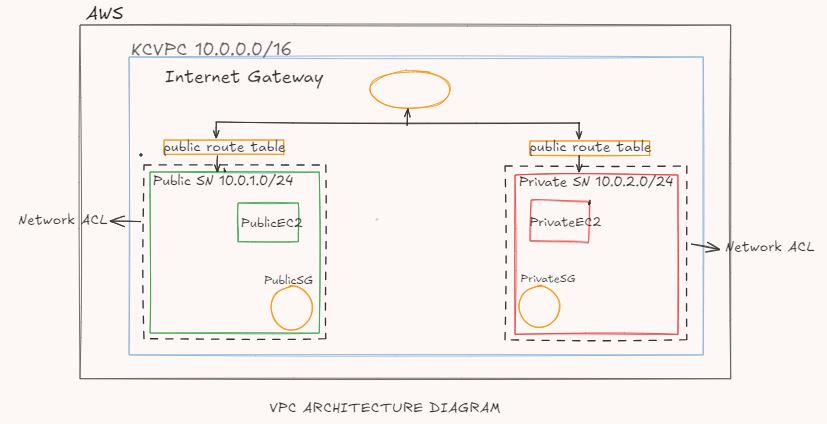 AWS
KCVPC 10.0.0.0/16
Internet Gateway
public route table
public route table
Public SN 10.0.1.0/24
Private SN 10.0.2.0/24
Network ACL
PublicEC2
PrivateEC2
Network ACL
PublicSG
PrivateSG
VPC ARCHITECTURE DIAGRAM